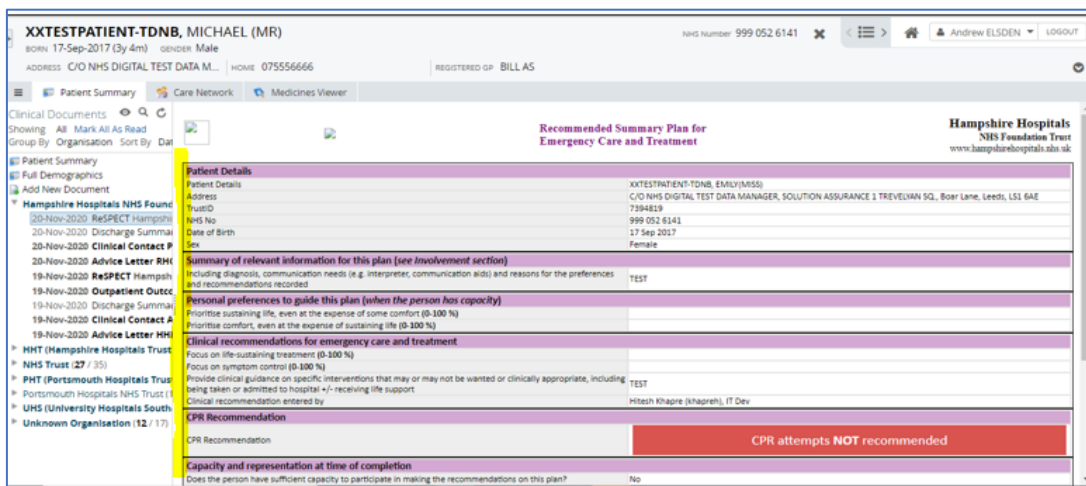 XXTESTPATIENT-TDNB, MICHAEL (MR)
BORN 17-Sep-2017 (3y 4m) GENDER Male
NHS Number 999 052 6141
Andrew ELSDEN
LOGOUT
ADDRESS C/O NHS DIGITAL TEST DATA M... HOME 075556666 REGISTERED GP BILL AS
Patient Summary
Care Network
Medicines Viewer
Clinical Documents
Showing All Mark All As Read
Group By Organisation Sort By Dat
Patient Summary
Full Demographics
Add New Document
Hampshire Hospitals NHS Found
20-Nov-2020 ReSPECT Hampshi
20-Nov-2020 Discharge Summa
20-Nov-2020 Clinical Contact P
20-Nov-2020 Advice Letter RH
19-Nov-2020 ReSPECT Hampsh
19-Nov-2020 Outpatient Outco
19-Nov-2020 Discharge Summa
19-Nov-2020 Clinical Contact A
19-Nov-2020 Advice Letter HH
HHT (Hampshire Hospitals Trust
NHS Trust (27 / 35)
PHT (Portsmouth Hospitals Trus
Portsmouth Hospitals NHS Trust (1
UHS (University Hospitals South
Unknown Organisation (12 / 17)
Recommended Summary Plan for
Emergency Care and Treatment
Hampshire Hospitals
NHS Foundation Trust
www.hampshirehospitals.nhs.uk
Patient Details
Patient Details XXTESTPATIENT-TDNB, EMILY(MISS)
Address C/O NHS DIGITAL TEST DATA MANAGER, SOLUTION ASSURANCE 1 TREVELYAN SQ., Boar Lane, Leeds, LS1 6AE
TrustID 7394819
NHS No 999 052 6141
Date of Birth 17 Sep 2017
Sex Female
Summary of relevant information for this plan (see Involvement section)
Including diagnosis, communication needs (e.g. interpreter, communication aids) and reasons for the preferences
and recommendations recorded
TEST
Personal preferences to guide this plan (when the person has capacity)
Prioritise sustaining life, even at the expense of some comfort (0-100 %)
Prioritise comfort, even at the expense of sustaining life (0-100 %)
Clinical recommendations for emergency care and treatment
Focus on life-sustaining treatment (0-100 %)
Focus on symptom control (0-100 %)
Provide clinical guidance on specific interventions that may or may not be wanted or clinically appropriate, including
being taken or admitted to hospital +/- receiving life support
TEST
Clinical recommendation entered by Hitesh Khapre (khapreh), IT Dev
CPR Recommendation
CPR Recommendation CPR attempts NOT recommended
Capacity and representation at time of completion
Does the person have sufficient capacity to participate in making the recommendations on this plan? No